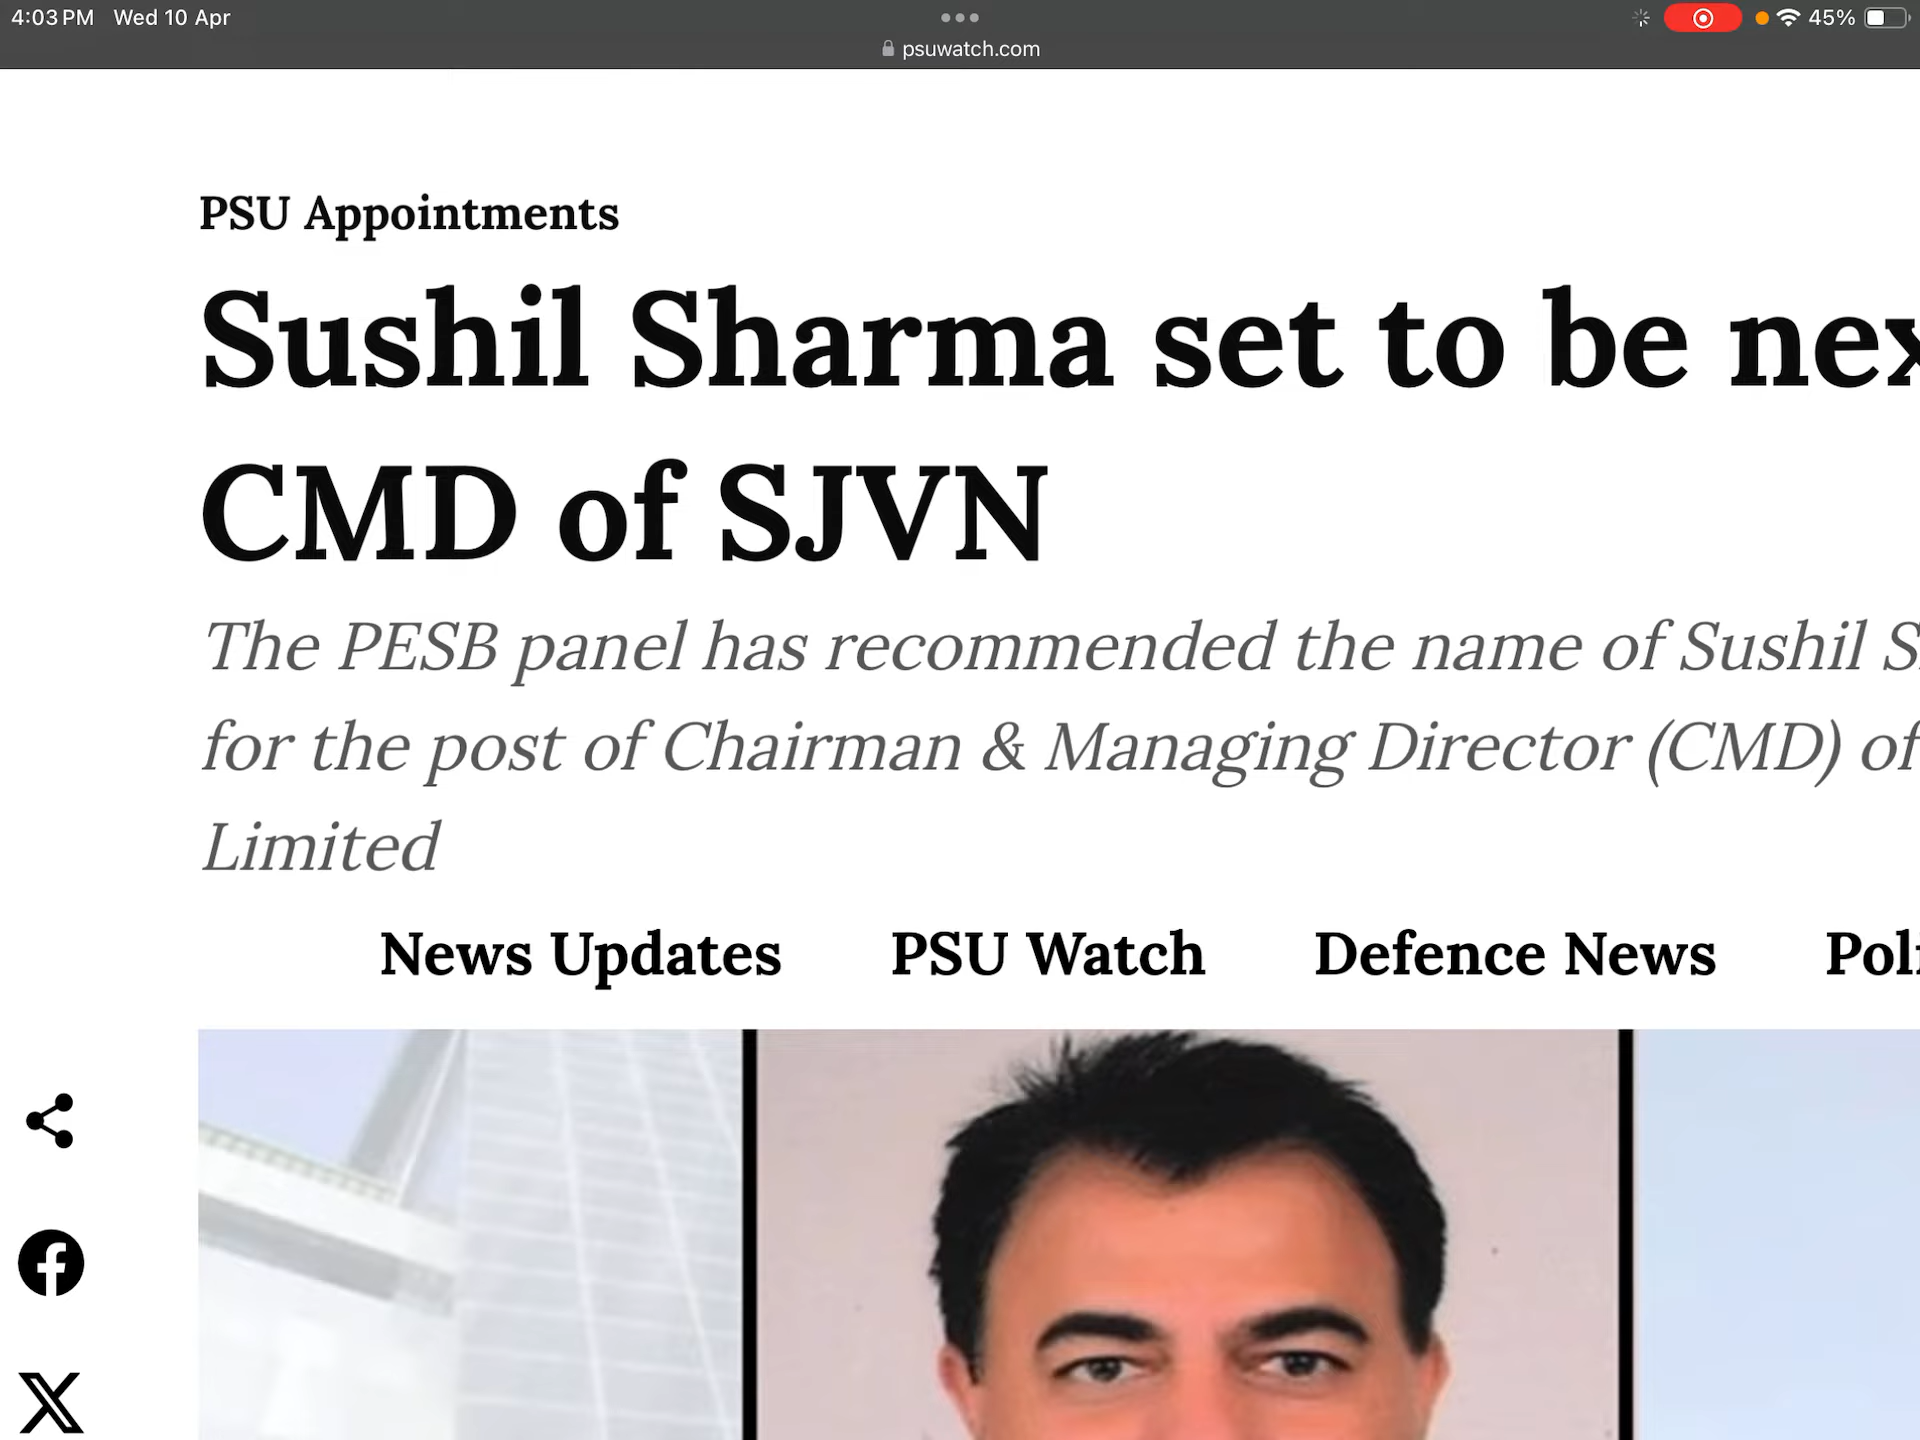 4:03 PM Wed 10 Apr
45%
psuwatch.com
PSU Appointments
Sushil Sharma set to be
CMD of SJVN
The PESB panel has recommended the name of Sushil
for the post of Chairman & Managing Director (CMD) of
Limited
News Updates PSU Watch Defence News